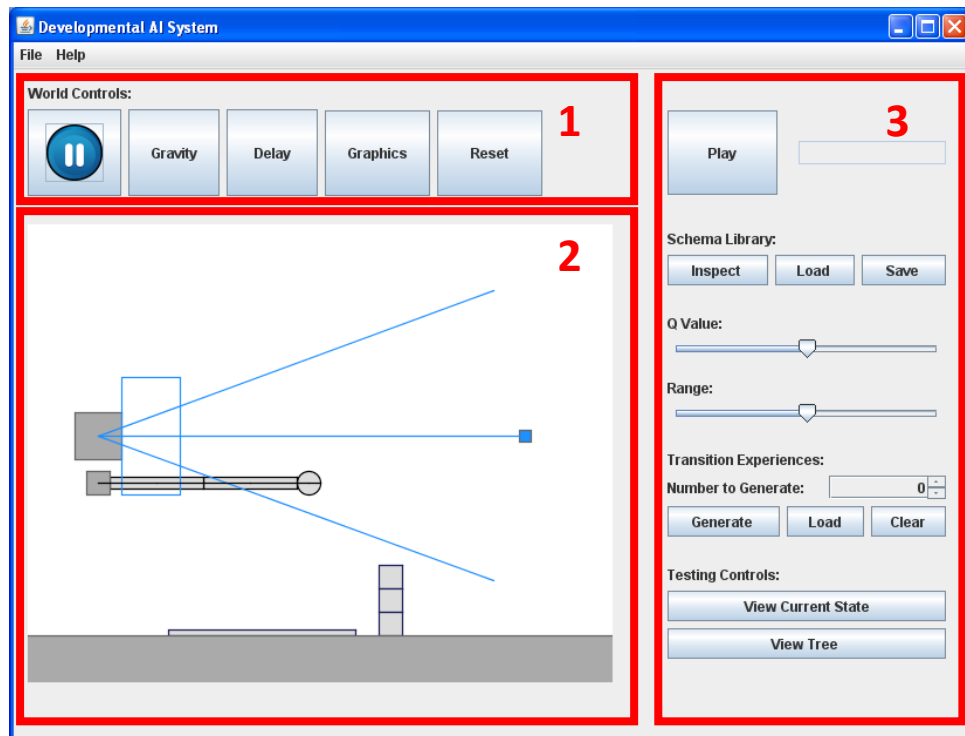 Developmental AI System
File Help
World Controls:
1
Gravity
Delay
Graphics
Reset
2
3
Play
Schema Library:
Inspect Load Save
Q Value:
Range:
Transition Experiences:
Number to Generate: 0
Generate Load Clear
Testing Controls:
View Current State
View Tree